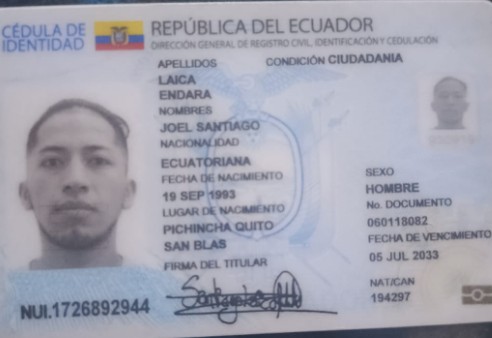 CÉDULA DE
IDENTIDAD
REPÚBLICA DEL ECUADOR
DIRECCIÓN GENERAL DE REGISTRO CIVIL, IDENTIFICACIÓN Y CEDULACIÓN
APELLIDOS
CONDICIÓN CIUDADANIA
LAICA
ENDARA
NOMBRES
JOEL SANTIAGO
NACIONALIDAD
ECUATORIANA
FECHA DE NACIMIENTO
19 SEP 1993
LUGAR DE NACIMIENTO
PICHINCHA QUITO
SAN BLAS
FIRMA DEL TITULAR
SEXO
HOMBRE
No. DOCUMENTO
060118082
FECHA DE VENCIMIENTO
05 JUL 2033
NAT/CAN
194297
NUI.1726892944